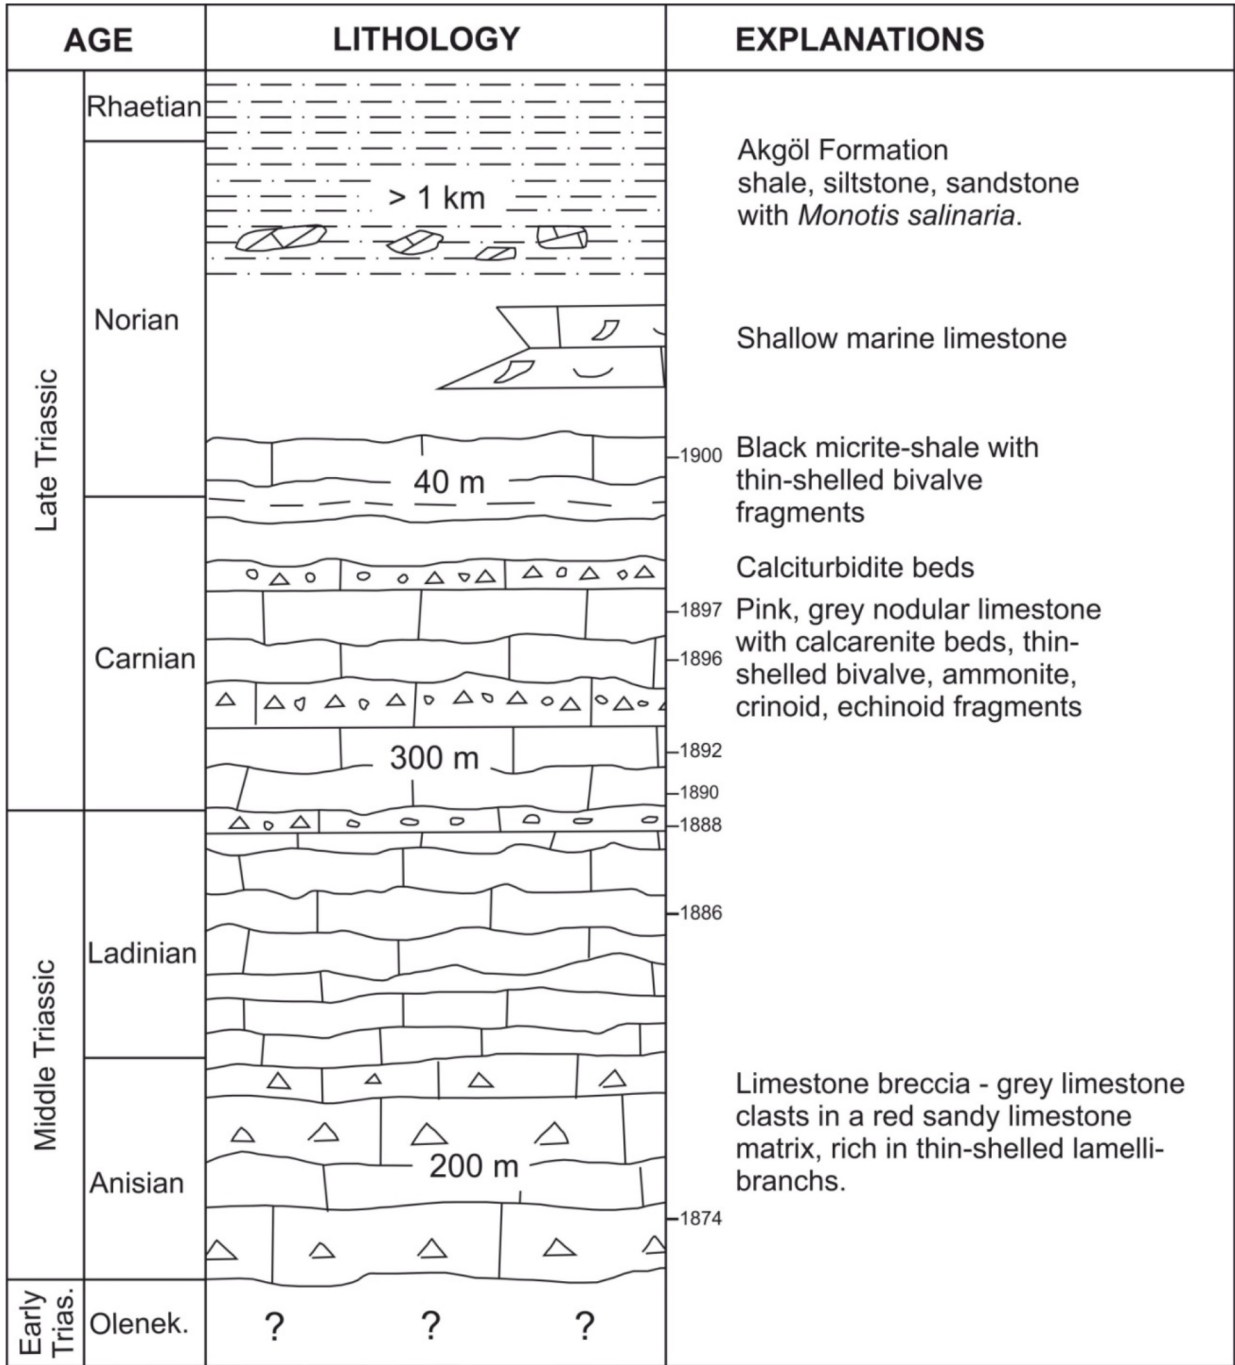 AGE
LITHOLOGY
EXPLANATIONS
Late Triassic
Rhaetian
Norian
Carnian
Middle Triassic
Ladinian
Anisian
Early
Trias.
Olenek.
> 1 km
40 m
300 m
200 m
? ? ?
1900
1897
1896
1892
1890
1888
1886
1874
Akgöl Formation
shale, siltstone, sandstone
with Monotis salinaria.
Shallow marine limestone
Black micrite-shale with
thin-shelled bivalve
fragments
Calciturbidite beds
Pink, grey nodular limestone
with calcarenite beds, thin-
shelled bivalve, ammonite,
crinoid, echinoid fragments
Limestone breccia - grey limestone
clasts in a red sandy limestone
matrix, rich in thin-shelled lamelli-
branchs.